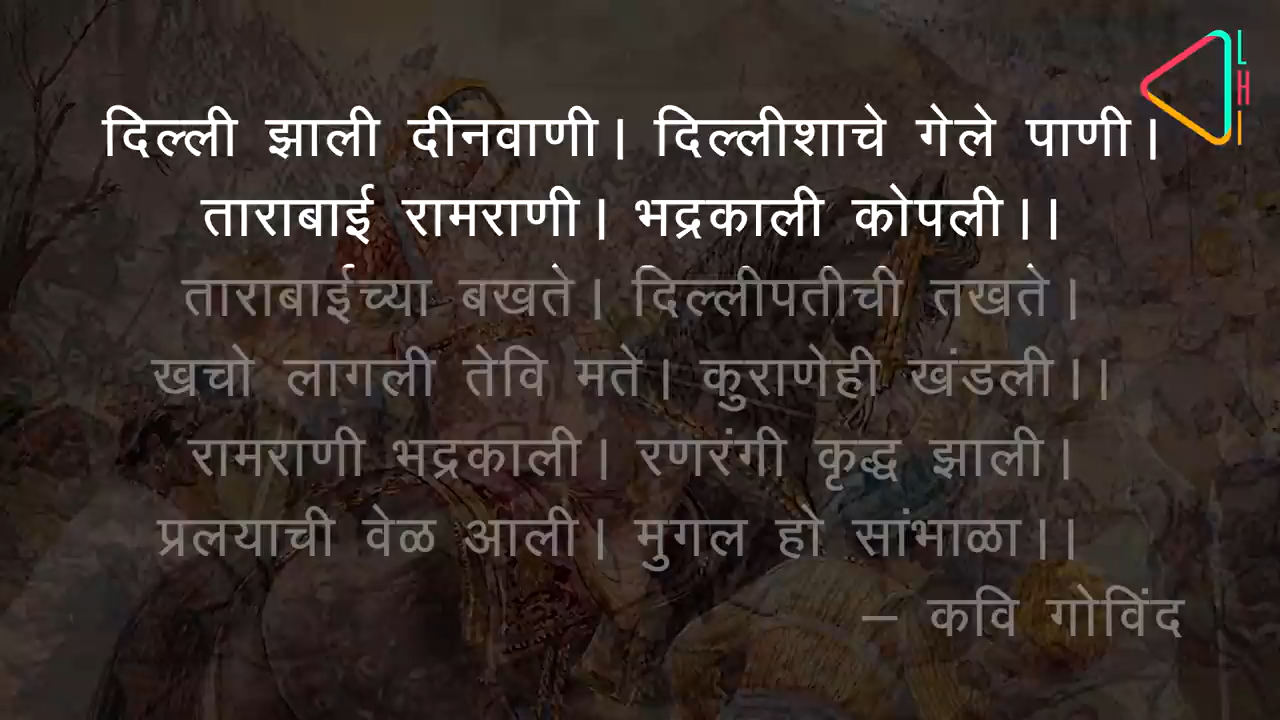 दिल्ली झाली दीनवाणी। दिल्लीशाचे गेले पाणी।
ताराबाई रामराणी। भद्रकाली कोपली।।
ताराबाईच्या बखते। दिल्लीपतीची तखते।
खचो लागली तेवि मते। कुराणेही खंडली।।
रामराणी भद्रकाली। रणरंगी कृद्ध झाली।
प्रलयाची वेळ आली। मुगल हो सांभाळा।।
– कवि गोविंद
LHI